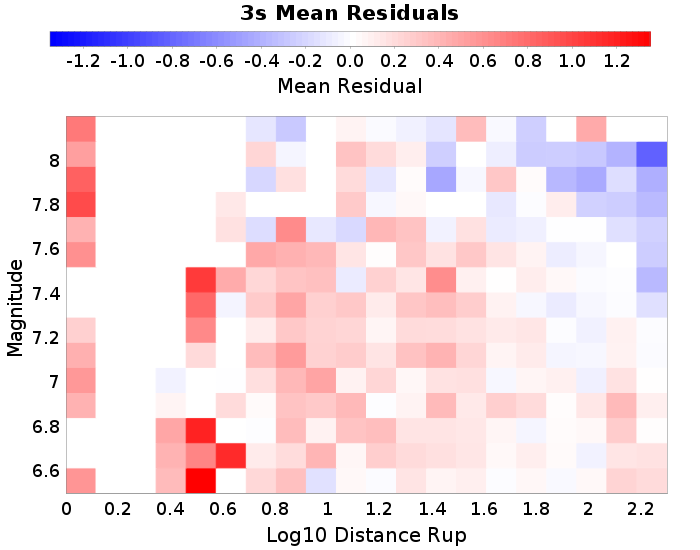 3s Mean Residuals
-1.2 -1.0 -0.8 -0.6 -0.4 -0.2 0.0 0.2 0.4 0.6 0.8 1.0 1.2
Mean Residual
8
7.8
7.6
7.4
7.2
7
6.8
6.6
Magnitude
0 0.2 0.4 0.6 0.8 1 1.2 1.4 1.6 1.8 2 2.2
Log10 Distance Rup